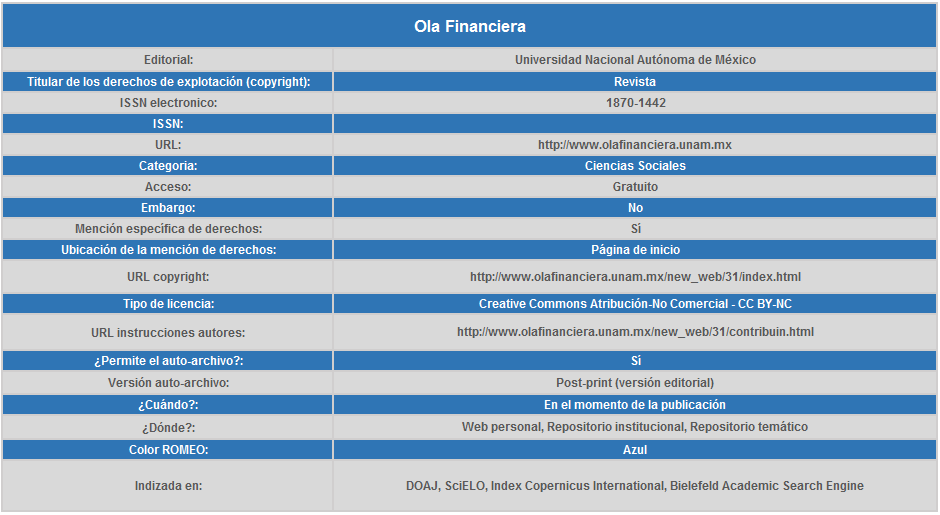 Ola Financiera
Editorial: Universidad Nacional Autónoma de México
Titular de los derechos de explotación (copyright): Revista
ISSN electronico: 1870-1442
ISSN:
URL: http://www.olafinanciera.unam.mx
Categoria: Ciencias Sociales
Acceso: Gratuito
Embargo: No
Mención específica de derechos: Sí
Ubicación de la mención de derechos: Página de inicio
URL copyright: http://www.olafinanciera.unam.mx/new_web/31/index.html
Tipo de licencia: Creative Commons Atribución-No Comercial - CC BY-NC
URL instrucciones autores: http://www.olafinanciera.unam.mx/new_web/31/contribuin.html
¿Permite el auto-archivo?: Sí
Versión auto-archivo: Post-print (versión editorial)
¿Cuándo?: En el momento de la publicación
¿Dónde?: Web personal, Repositorio institucional, Repositorio temático
Color ROMEO: Azul
Indizada en: DOAJ, SciELO, Index Copernicus International, Bielefeld Academic Search Engine